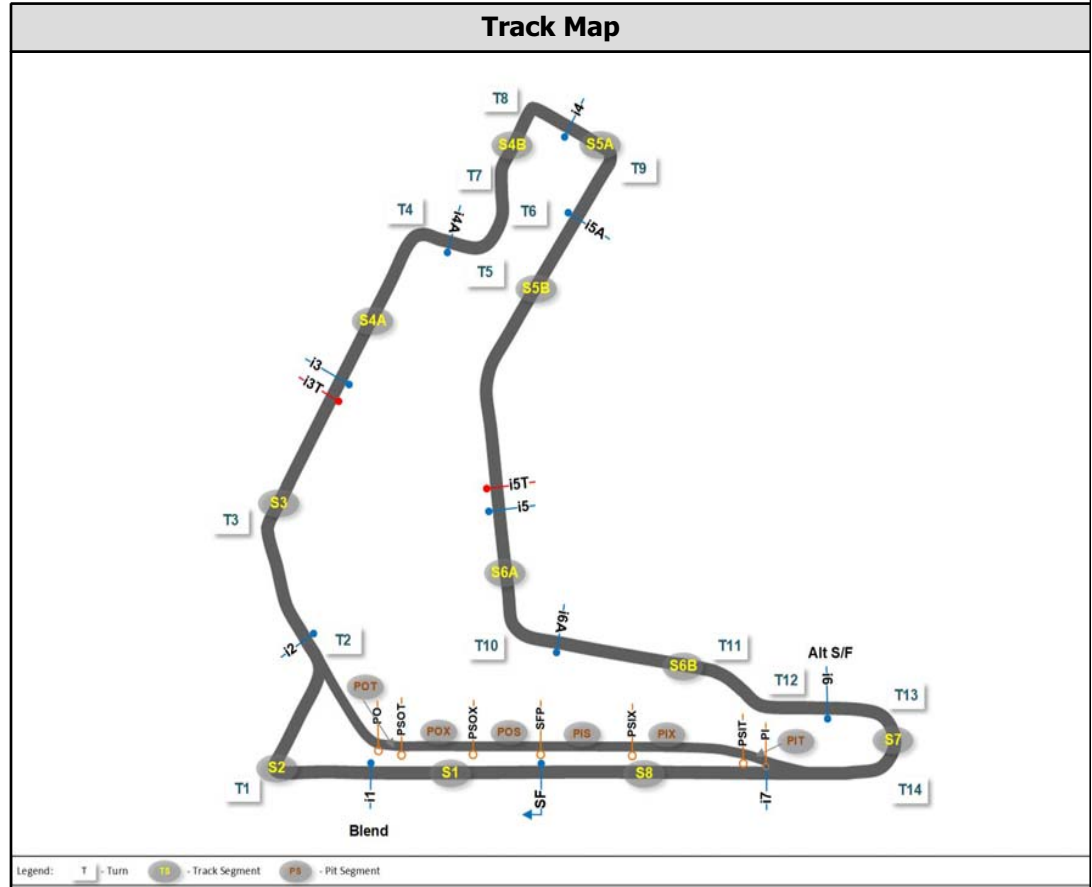 Track Map
T8
-i4-
S4B
S5A
T9
T7
T4
-i4A-
T6
-i5A-
T5
S5B
S4A
-i3
-i3T-
-i5T-
-i5-
S3
T3
S6A
-i6A-
-i2
T2
T10
T11
S6B
Alt S/F
T12
-i6
T13
POT
-PO-
-PSOT-
POX
-PSOX-
POS
-SFP-
PIS
-PSIX-
PIX
-PSIT-
-PI-
PIT
S7
S2
S1
S8
T1
-i1
SF
-i7
T14
Blend
Legend: T - Turn TS - Track Segment PS - Pit Segment